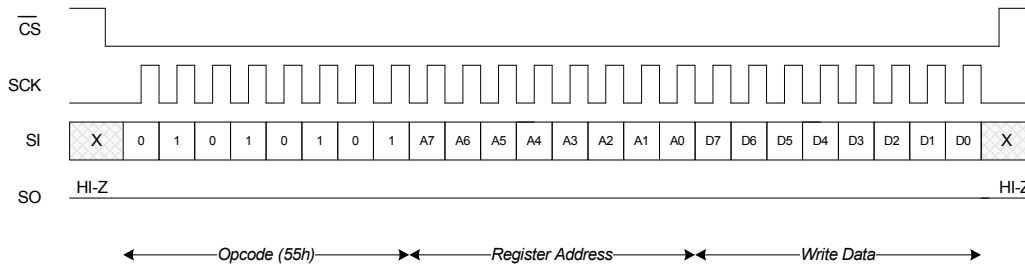 CS
SCK
SI X 0 1 0 1 0 1 0 1 A7 A6 A5 A4 A3 A2 A1 A0 D7 D6 D5 D4 D3 D2 D1 D0 X
HI-Z HI-Z
SO
Opcode (55h) Register Address Write Data